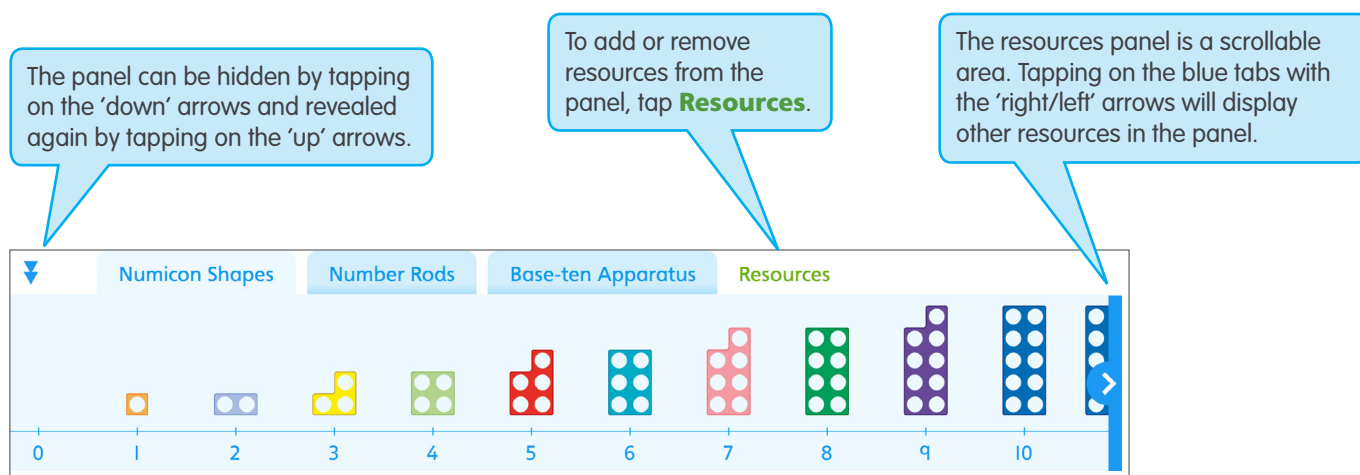 The panel can be hidden by tapping
on the ‘down’ arrows and revealed
again by tapping on the ‘up’ arrows.
To add or remove
resources from the
panel, tap Resources.
The resources panel is a scrollable
area. Tapping on the blue tabs with
the ‘right/left’ arrows will display
other resources in the panel.
Numicon Shapes Number Rods Base-ten Apparatus Resources
0 1 2 3 4 5 6 7 8 9 10